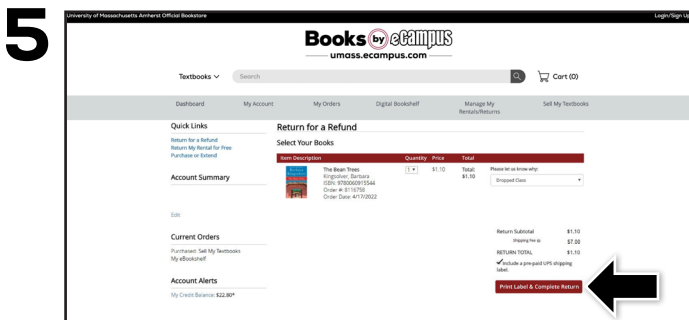 5
University of Massachusetts Amherst Official Bookstore
Login/Sign Up
Books by eCampus
umass.ecampus.com
Textbooks
Search
Cart (0)
Dashboard
My Account
My Orders
Digital Bookshelf
Manage My
Rentals/Returns
Sell My Textbooks
Quick Links
Return for a Refund
Return My Rental for Free
Purchase or Extend
Account Summary
Edit
Current Orders
Purchased: Sell My Textbooks
My eBookshelf
Account Alerts
My Credit Balance: $22.90*
Return for a Refund
Select Your Books
Item Description Quantity Price Total
The Bean Trees
Kingsolver, Barbara
ISBN: 9780060915544
Order #: 8116758
Order Date: 4/17/2022
1
$1.10
Total:
$1.10
Please let us know why:
Dropped Class
Return Subtotal $1.10
Shipping Fee $7.00
RETURN TOTAL $1.10
Include a pre-paid UPS shipping
label.
Print Label & Complete Return